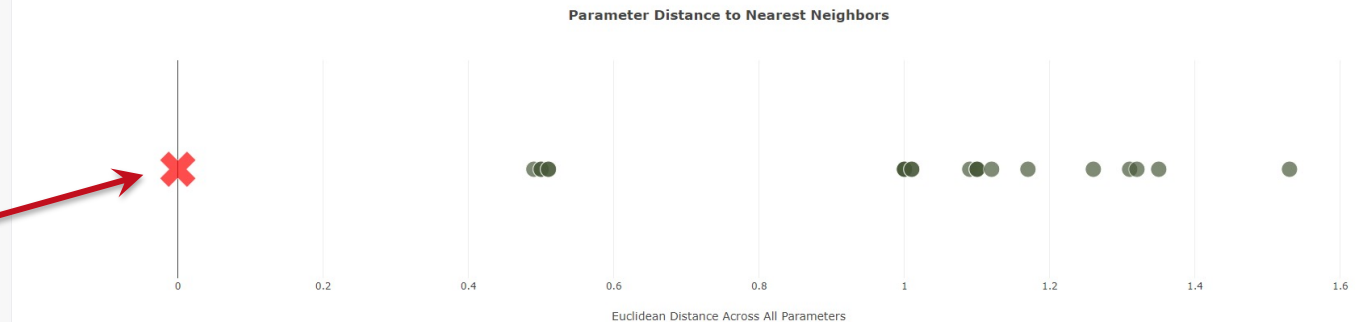 Parameter Distance to Nearest Neighbors
0 0.2 0.4 0.6 0.8 1 1.2 1.4 1.6
Euclidean Distance Across All Parameters